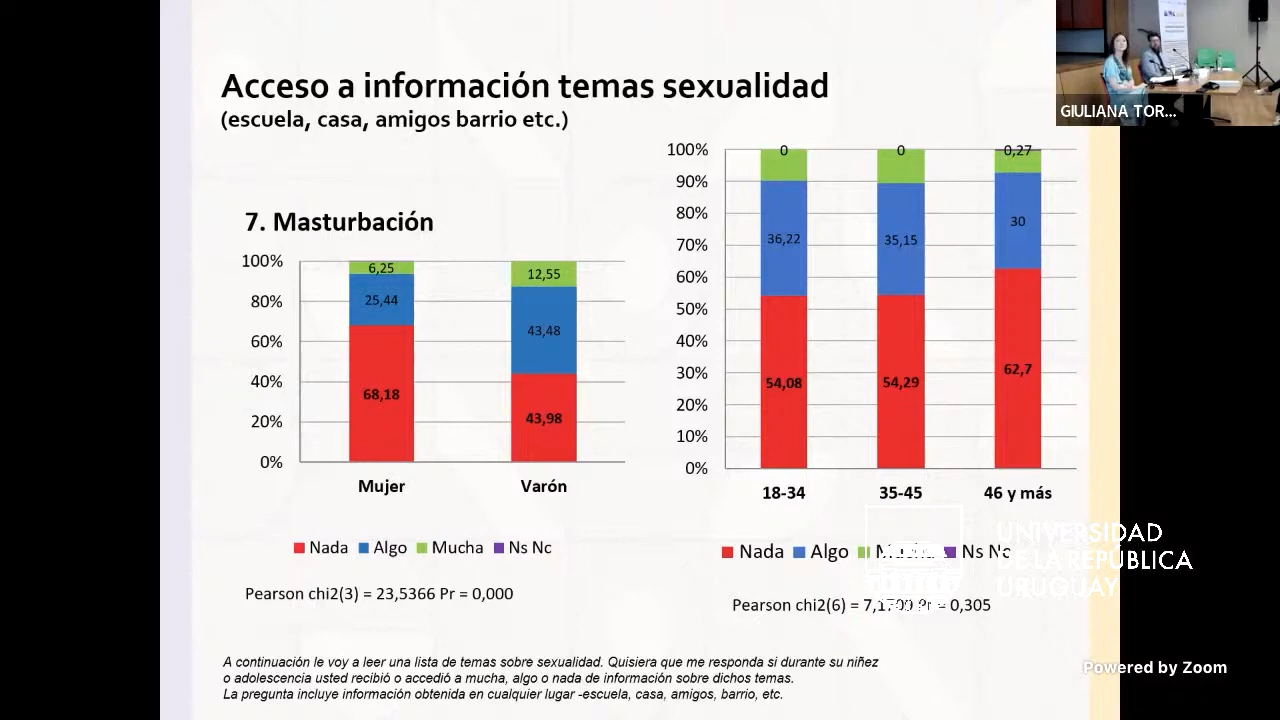 Acceso a información temas sexualidad
(escuela, casa, amigos barrio etc.)
GIULIANA TOR...
7. Masturbación
100%
80%
60%
40%
20%
0%
6,25
25,44
68,18
12,55
43,48
43,98
Mujer Varón
Nada Algo Mucha Ns Nc
Pearson chi2(3) = 23,5366 Pr = 0,000
100%
90%
80%
70%
60%
50%
40%
30%
20%
10%
0%
0
36,22
54,08
0
35,15
54,29
0,27
30
62,7
18-34 35-45 46 y más
Nada Algo Mucha Ns Nc
Pearson chi2(6) = Pr = 0,305
UNIVERSIDAD
DE LA REPÚBLICA
URUGUAY
A continuación le voy a leer una lista de temas sobre sexualidad. Quisiera que me responda si durante su niñez
o adolescencia usted recibió o accedió a mucha, algo o nada de información sobre dichos temas.
La pregunta incluye información obtenida en cualquier lugar -escuela, casa, amigos, barrio, etc.
Powered by Zoom